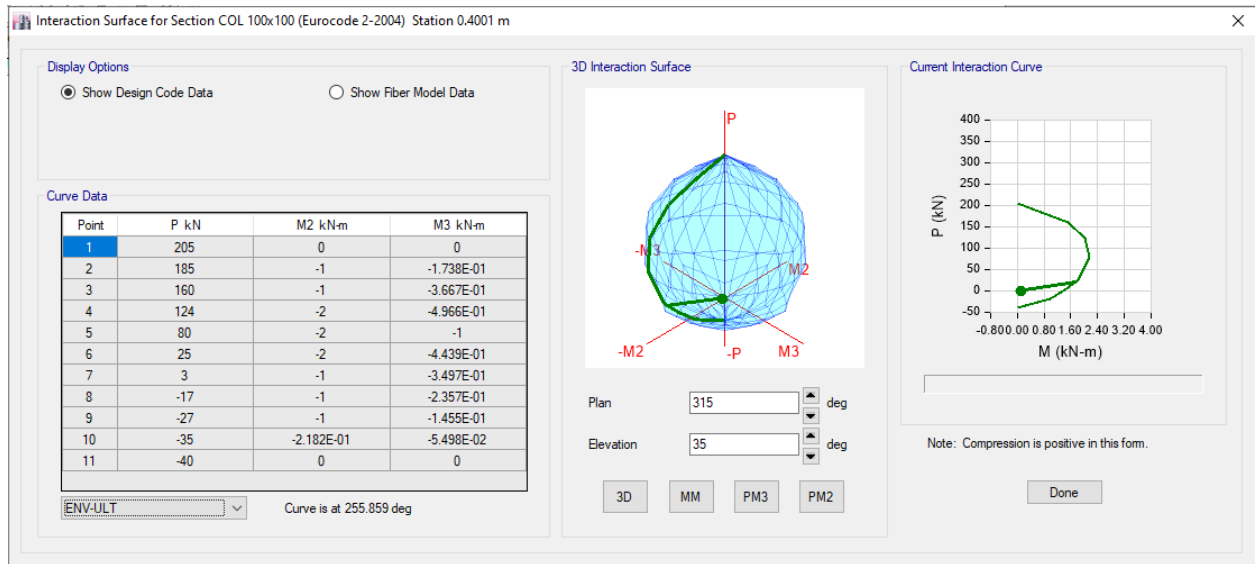 Interaction Surface for Section COL 100x100 (Eurocode 2-2004) Station 0.4001 m
Display Options
Show Design Code Data
Show Fiber Model Data
Curve Data
Point P kN M2 kN-m M3 kN-m
1 205 0 0
2 185 -1 -1.738E-01
3 160 -1 -3.667E-01
4 124 -2 -4.966E-01
5 80 -2 -1
6 25 -2 -4.439E-01
7 3 -1 -3.497E-01
8 -17 -1 -2.357E-01
9 -27 -1 -1.455E-01
10 -35 -2.182E-01 -5.498E-02
11 -40 0 0
ENV-ULT
Curve is at 255.859 deg
3D Interaction Surface
P
-M3
M2
-M2
-P
M3
Plan 315 deg
Elevation 35 deg
3D MM PM3 PM2
Current Interaction Curve
400
350
300
250
200
150
100
50
0
-50
P (kN)
-0.80 0.00 0.80 1.60 2.40 3.20 4.00
M (kN-m)
Note: Compression is positive in this form.
Done